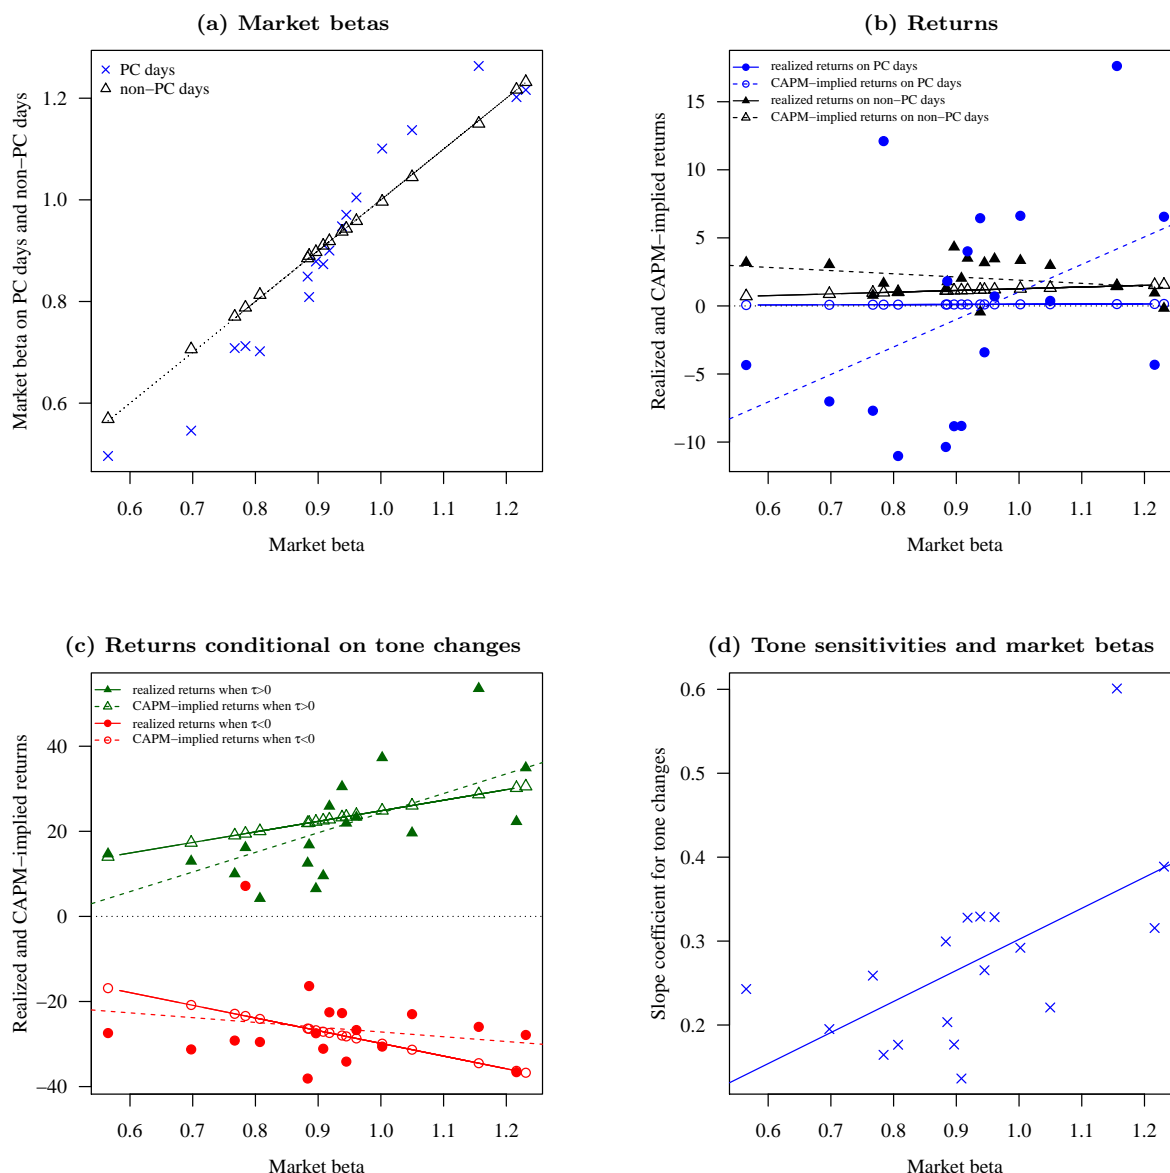 (a) Market betas
Market beta on PC days and non−PC days
1.2
1.0
0.8
0.6
PC days
non−PC days
0.6 0.7 0.8 0.9 1.0 1.1 1.2
Market beta
(b) Returns
Realized and CAPM−implied returns
15
10
5
0
−5
−10
realized returns on PC days
CAPM−implied returns on PC days
realized returns on non−PC days
CAPM−implied returns on non−PC days
0.6 0.7 0.8 0.9 1.0 1.1 1.2
Market beta
(c) Returns conditional on tone changes
Realized and CAPM−implied returns
40
20
0
−20
−40
realized returns when τ>0
CAPM−implied returns when τ>0
realized returns when τ<0
CAPM−implied returns when τ<0
0.6 0.7 0.8 0.9 1.0 1.1 1.2
Market beta
(d) Tone sensitivities and market betas
Slope coefficient for tone changes
0.6
0.5
0.4
0.3
0.2
0.6 0.7 0.8 0.9 1.0 1.1 1.2
Market beta